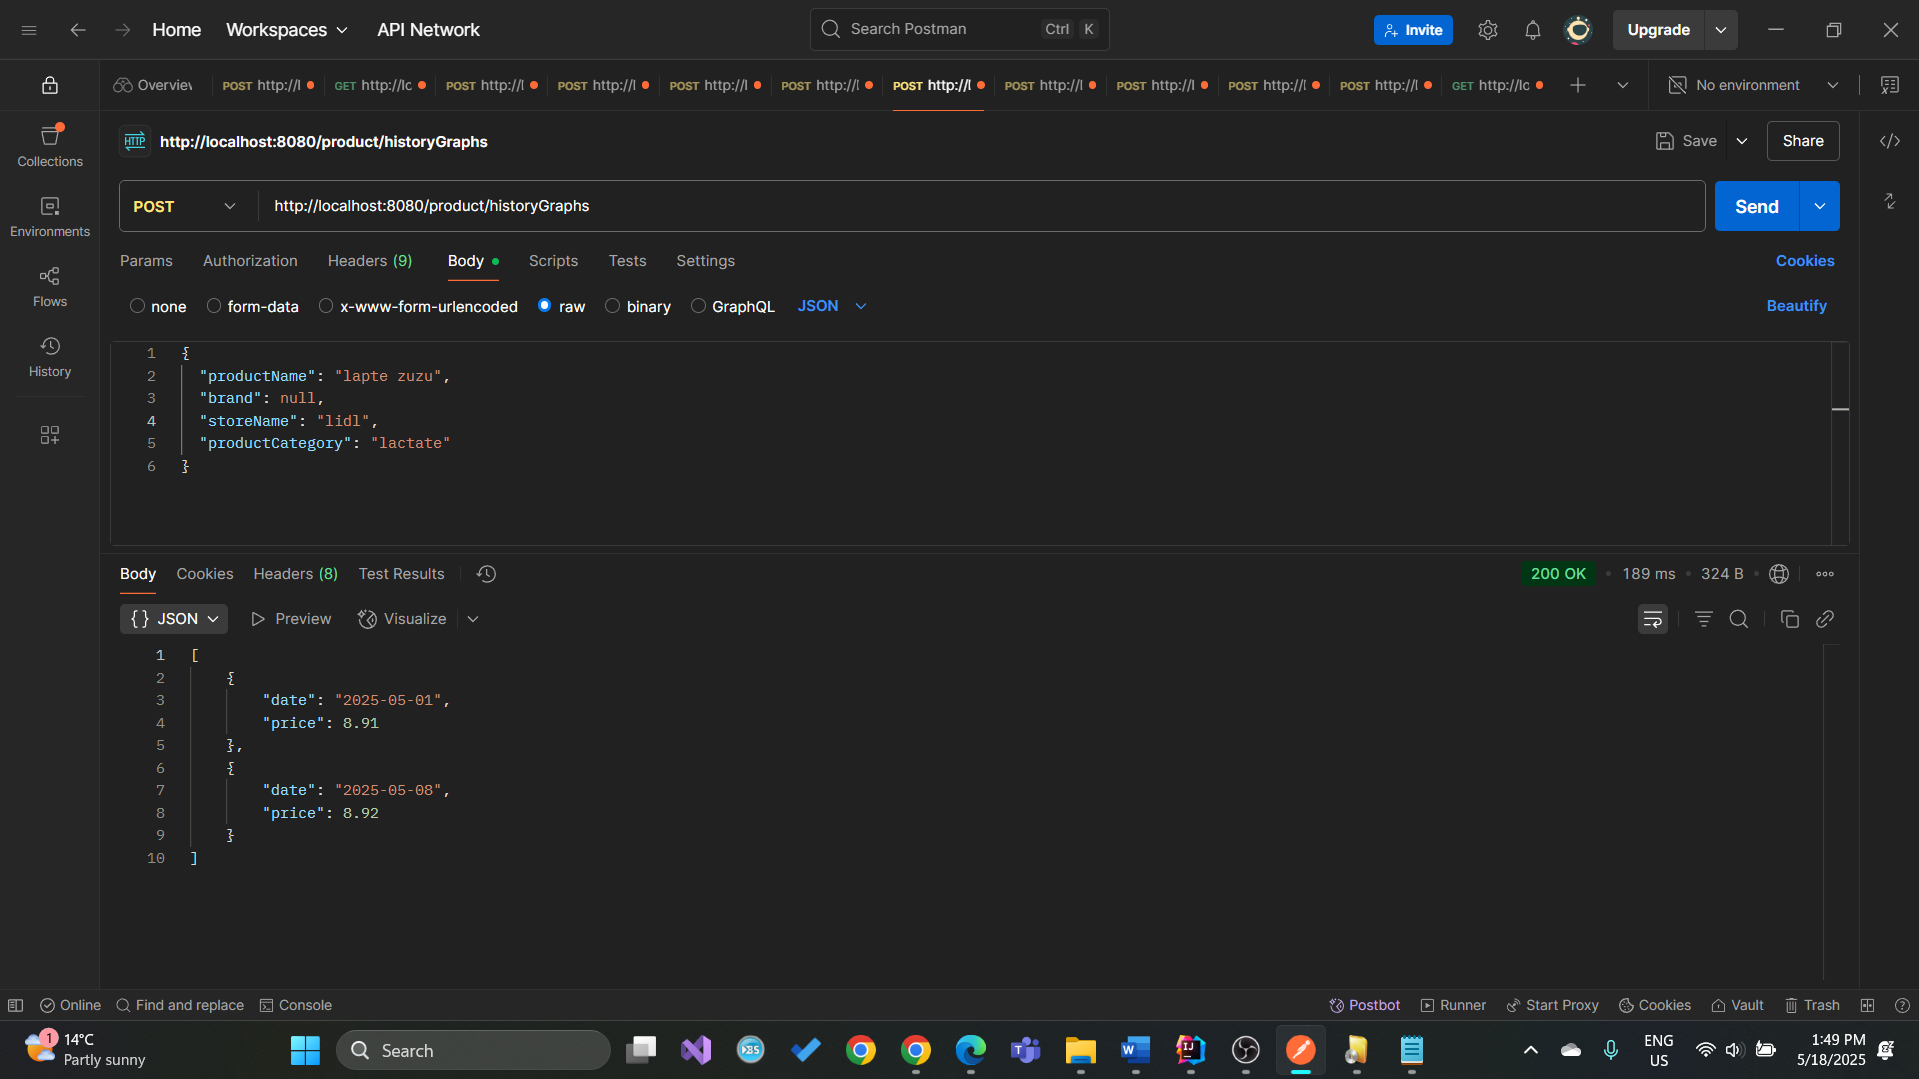 Home Workspaces API Network Search Postman Ctrl K Invite Upgrade
Overview POST http://l GET http://lc POST http://l POST http://l POST http://l POST http://l POST http://l POST http://l POST http://l POST http://l POST http://l GET http://lo No environment
HTTP http://localhost:8080/product/historyGraphs Save Share
Collections
Environments
Flows
History
POST http://localhost:8080/product/historyGraphs Send
Params Authorization Headers (9) Body Scripts Tests Settings Cookies
none form-data x-www-form-urlencoded raw binary GraphQL JSON Beautify
1 {
2 "productName": "lapte zuzu",
3 "brand": null,
4 "storeName": "lidl",
5 "productCategory": "lactate"
6 }
Body Cookies Headers (8) Test Results 200 OK 189 ms 324 B
{} JSON Preview Visualize
1 [
2 {
3 "date": "2025-05-01",
4 "price": 8.91
5 },
6 {
7 "date": "2025-05-08",
8 "price": 8.92
9 }
10 ]
Online Find and replace Console Postbot Runner Start Proxy Cookies Vault Trash
1 14°C
Partly sunny
Search
ENG
US
1:49 PM
5/18/2025